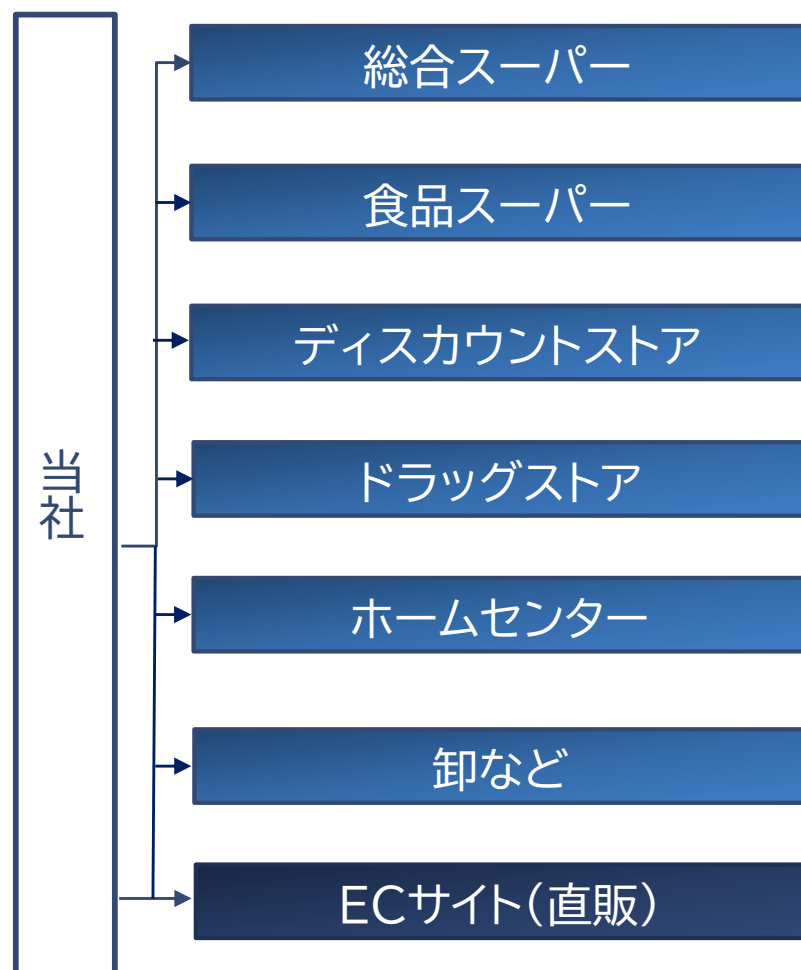 総合スーパー
食品スーパー
ディスカウントストア
当社
ドラッグストア
ホームセンター
卸など
ECサイト(直販)